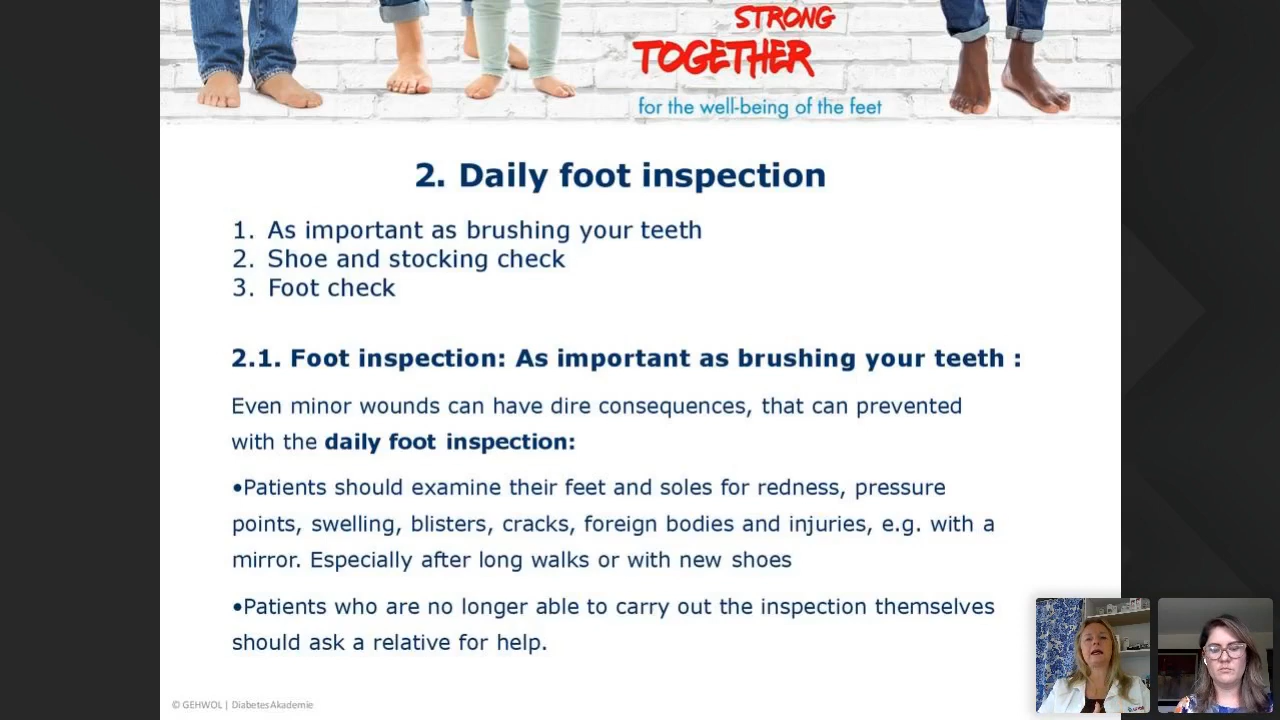 STRONG
TOGETHER
for the well-being of the feet
2. Daily foot inspection
1. As important as brushing your teeth
2. Shoe and stocking check
3. Foot check
2.1. Foot inspection: As important as brushing your teeth :
Even minor wounds can have dire consequences, that can prevented
with the daily foot inspection:
•Patients should examine their feet and soles for redness, pressure
points, swelling, blisters, cracks, foreign bodies and injuries, e.g. with a
mirror. Especially after long walks or with new shoes
•Patients who are no longer able to carry out the inspection themselves
should ask a relative for help.
© GEHWOL | Diabetes Akademie